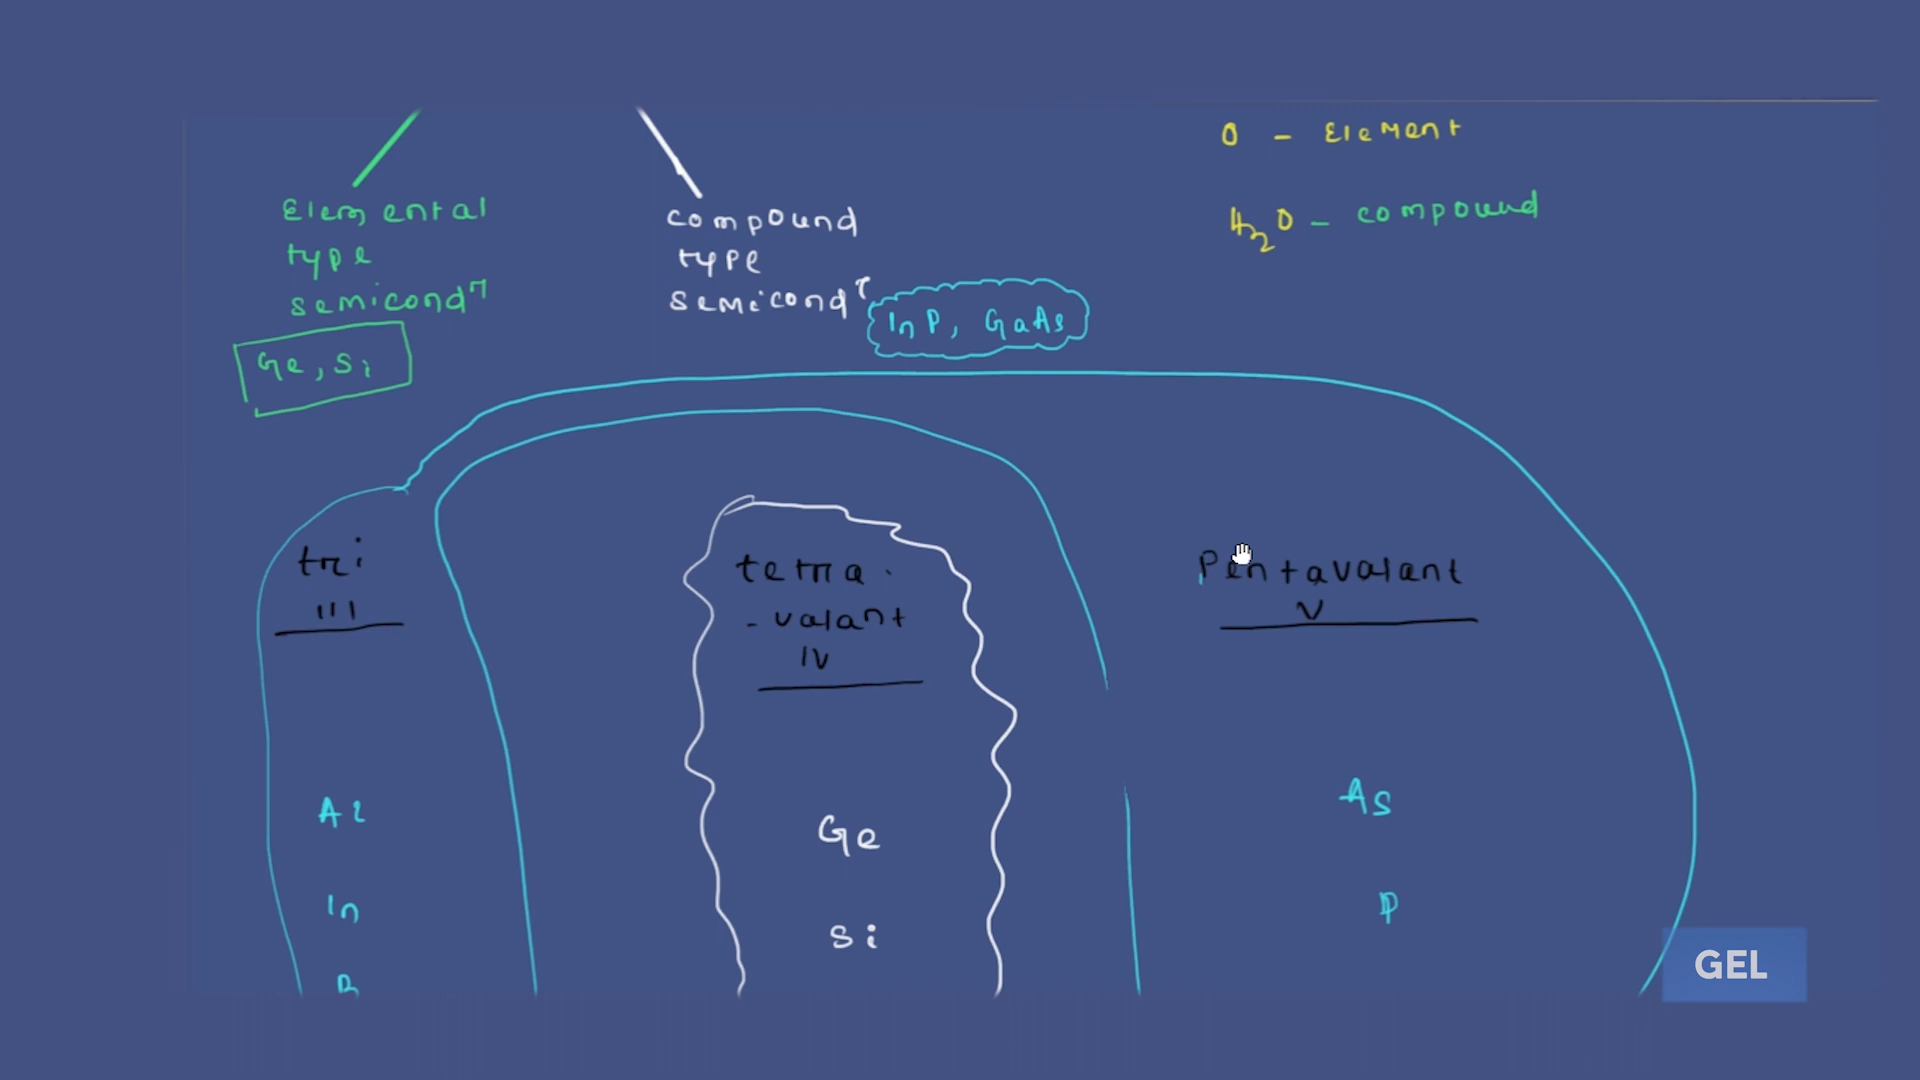 O - Element
H2O - compound
Elemental
type
semicondr
Ge, Si
compound
type
semicondr
InP, GaAs
tri
III
tetra
-valant
IV
Pentavalant
V
Al
In
B
Ge
Si
As
P
GEL